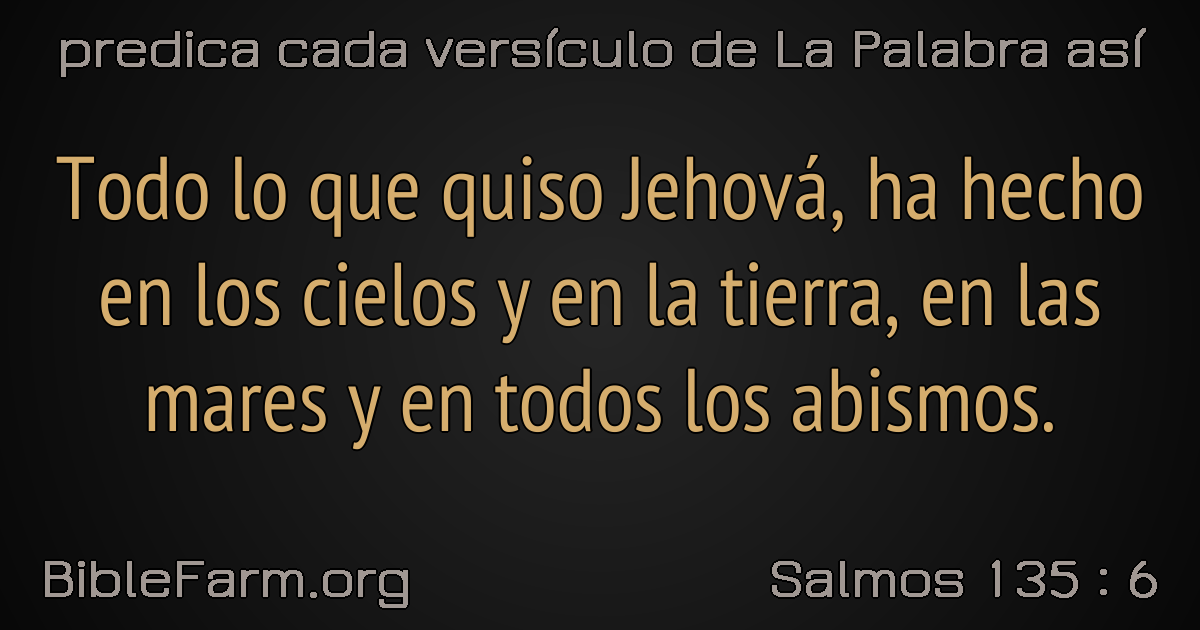 predica cada versículo de La Palabra así
Todo lo que quiso Jehová, ha hecho
en los cielos y en la tierra, en las
mares y en todos los abismos.
BibleFarm.org
Salmos 135 : 6